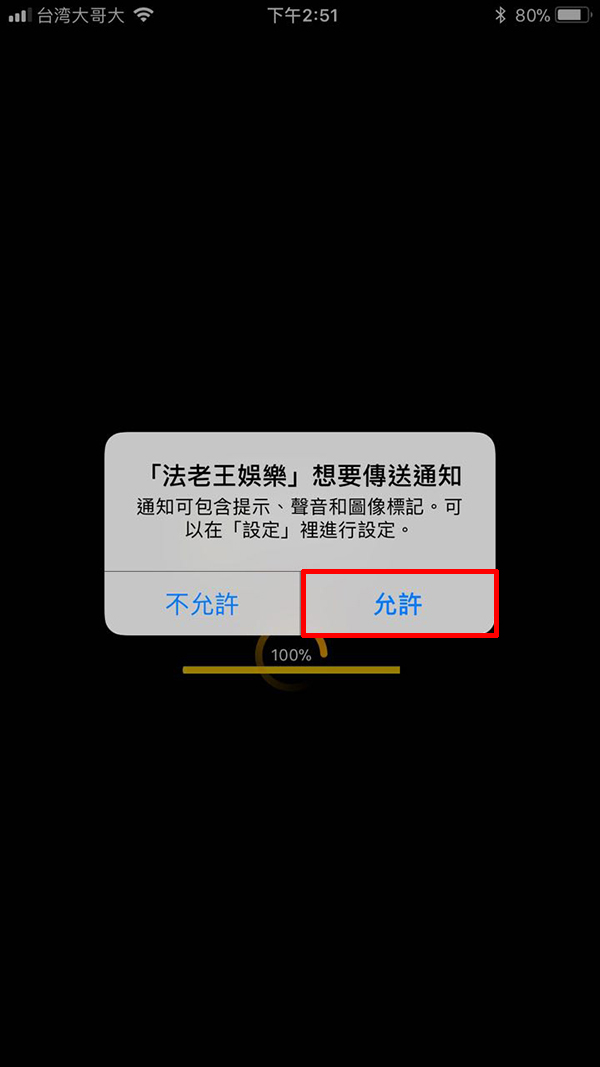 台湾大哥大 下午2:51 80%
「法老王娛樂」想要傳送通知
通知可包含提示、聲音和圖像標記。可
以在「設定」裡進行設定。
不允許 允許
100%